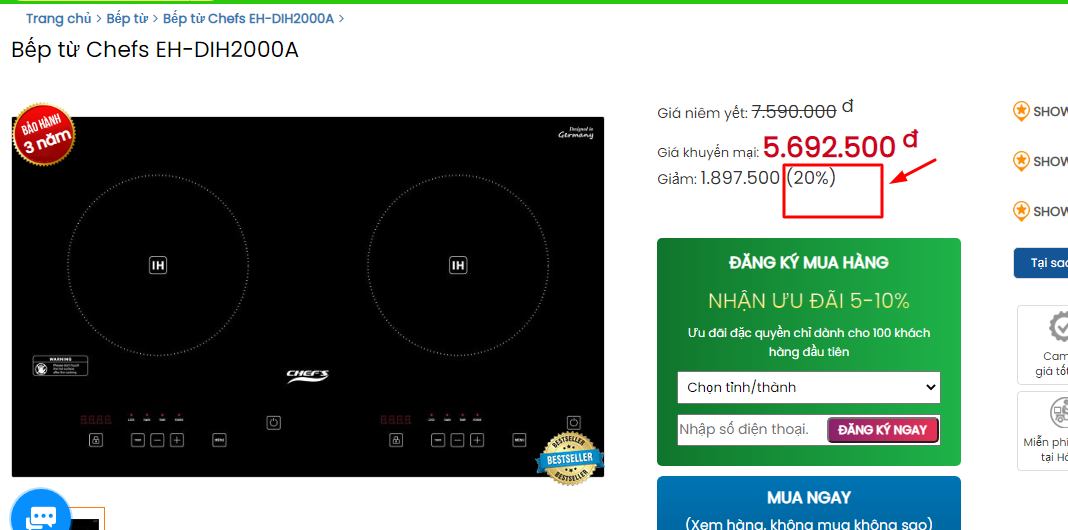 Trang chủ > Bếp từ > Bếp từ Chefs EH-DIH2000A >
Bếp từ Chefs EH-DIH2000A
BẢO HÀNH
3 năm
Designed in
Germany
IH
IH
WARNING
CHEF'S
MENU
MENU
BESTSELLER
BESTSELLER
BESTSELLER
Giá niêm yết: 7.590.000 đ
Giá khuyến mại: 5.692.500 đ
Giảm: 1.897.500 (20%)
ĐĂNG KÝ MUA HÀNG
NHẬN ƯU ĐÃI 5-10%
Ưu đãi đặc quyền chỉ dành cho 100 khách
hàng đầu tiên
Chọn tỉnh/thành
Nhập số điện thoại.
ĐĂNG KÝ NGAY
MUA NGAY
(Xem hàng, không mua không sao)
SHOW
SHOW
SHOW
Tại sao
Cam
giá tốt
Miễn phí
tại Hà